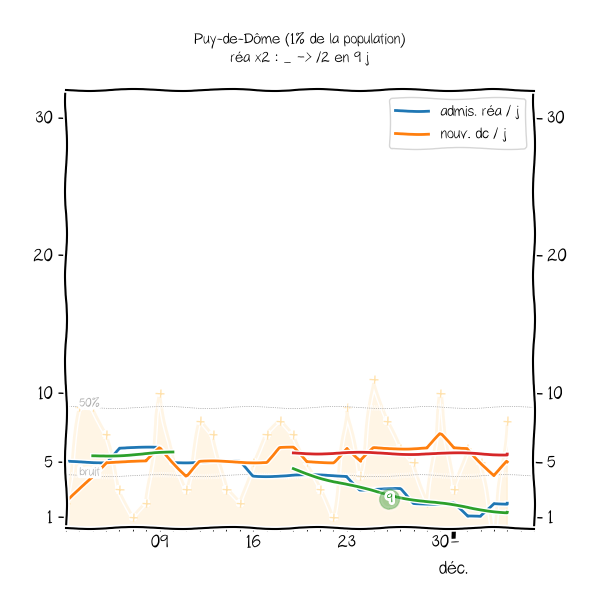 Puy-de-Dôme (1% de la population)
réa x2 : _ -> /2 en 9 j
admis. réa / j
nouv. dc / j
30 30
20 20
10 10
50%
5 5
bruit
9
1 1
09 16 23 30
déc.